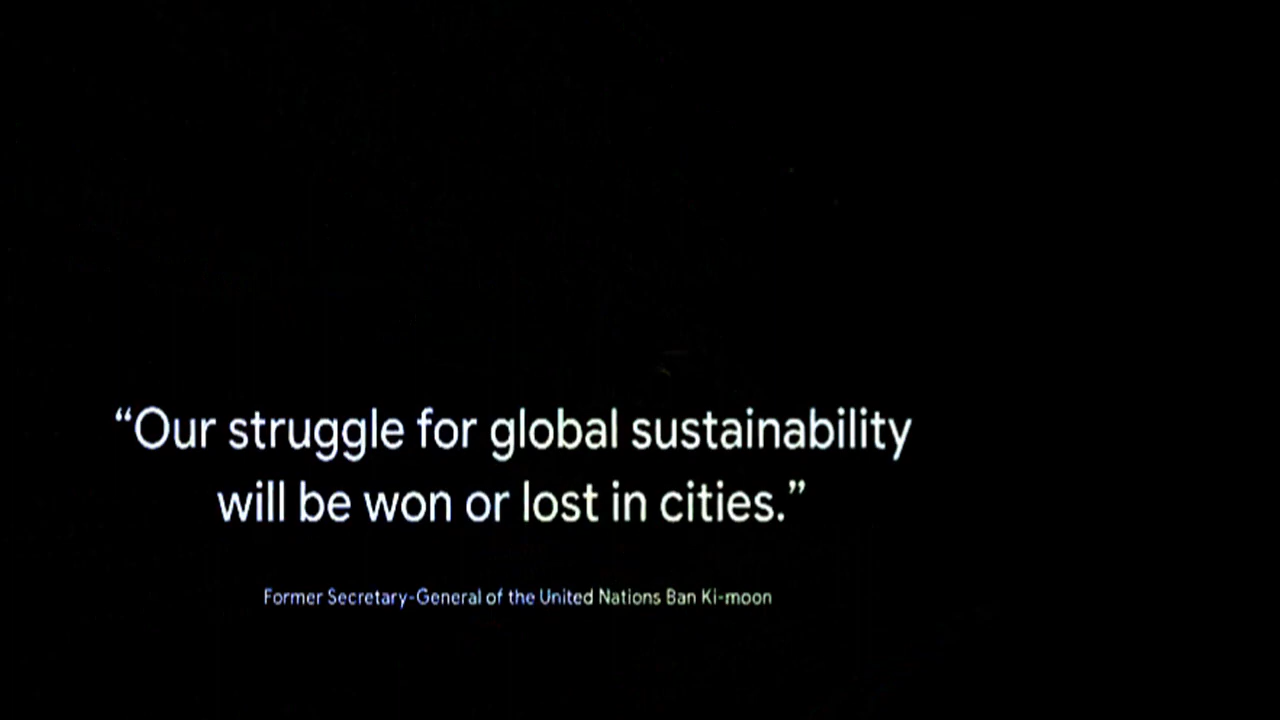 “Our struggle for global sustainability
will be won or lost in cities.”
Former Secretary-General of the United Nations Ban Ki-moon